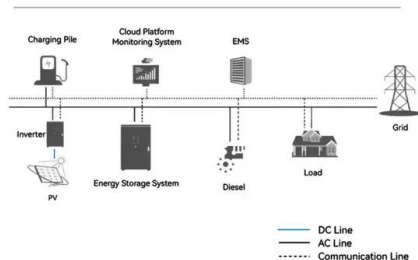 Charging Pile
Cloud Platform
Monitoring System
EMS
Grid
Inverter
PV
Energy Storage System
Diesel
Load
DC Line
AC Line
Communication Line